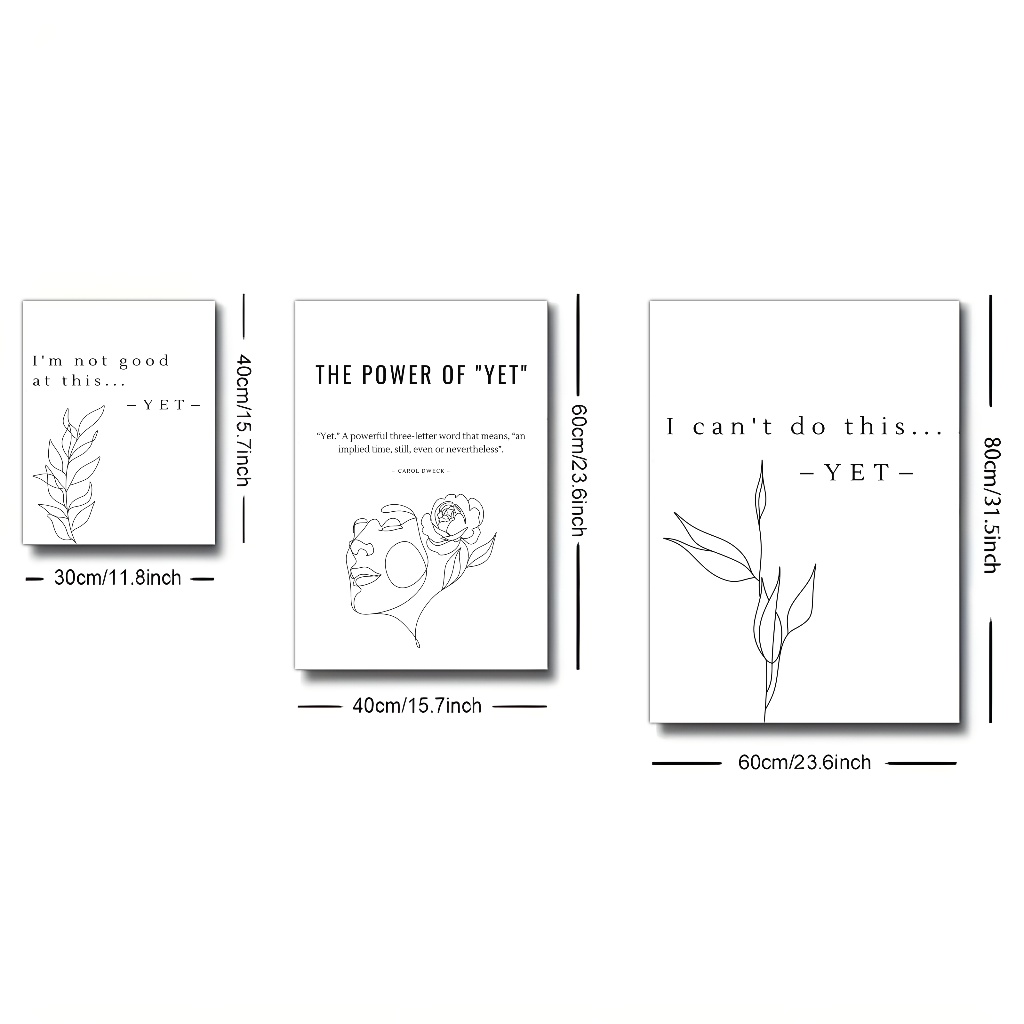 I'm not good
at this...
–YET–
40cm/15.7inch
30cm/11.8inch
THE POWER OF "YET"
"Yet." A powerful three-letter word that means, "an
implied time, still, even or nevertheless".
– CAROL DWECK –
60cm/23.6inch
40cm/15.7inch
I can't do this...
–YET–
80cm/31.5inch
60cm/23.6inch